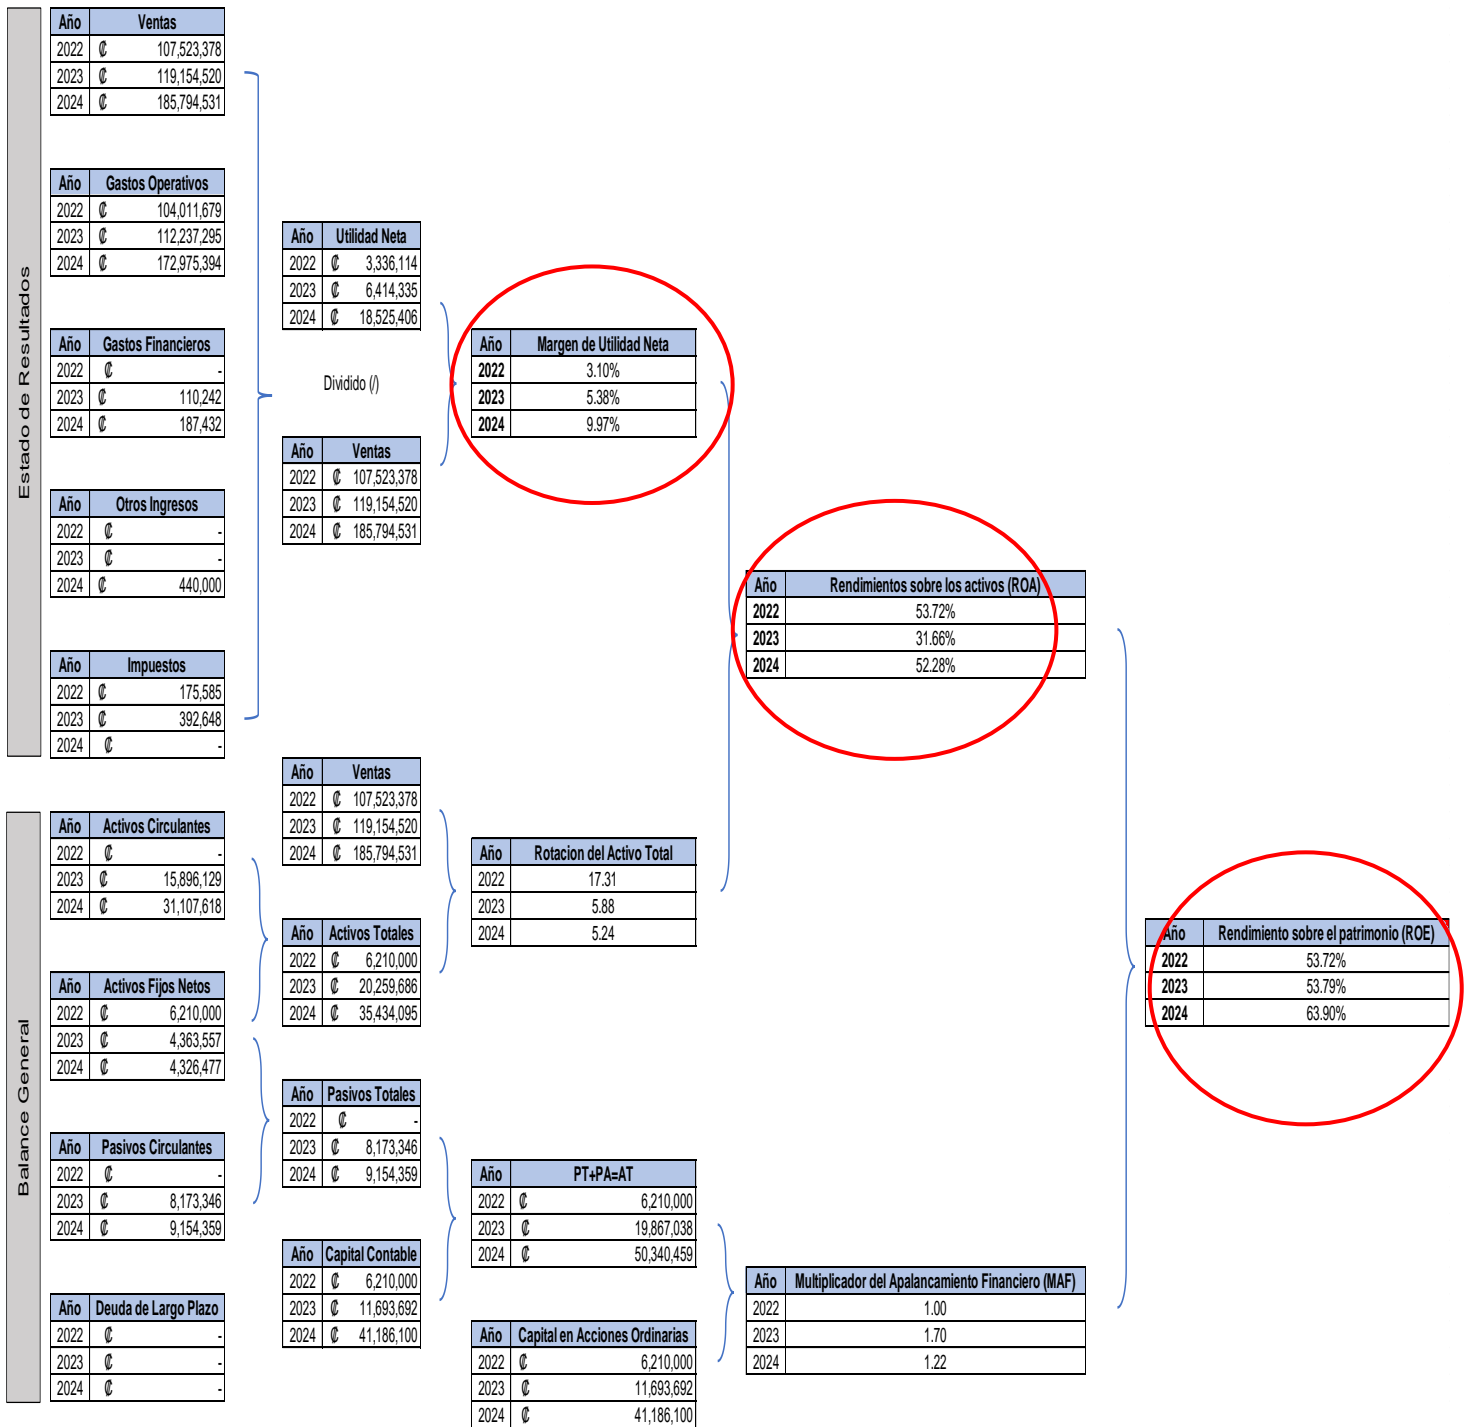 Estado de Resultados
Año Ventas
2022 ₡ 107,523,378
2023 ₡ 119,154,520
2024 ₡ 185,794,531
Año Gastos Operativos
2022 ₡ 104,011,679
2023 ₡ 112,237,295
2024 ₡ 172,975,394
Año Gastos Financieros
2022 ₡ -
2023 ₡ 110,242
2024 ₡ 187,432
Año Otros Ingresos
2022 ₡ -
2023 ₡ -
2024 ₡ 440,000
Año Impuestos
2022 ₡ 175,585
2023 ₡ 392,648
2024 ₡ -
Balance General
Año Activos Circulantes
2022 ₡ -
2023 ₡ 15,896,129
2024 ₡ 31,107,618
Año Activos Fijos Netos
2022 ₡ 6,210,000
2023 ₡ 4,363,557
2024 ₡ 4,326,477
Año Pasivos Circulantes
2022 ₡ -
2023 ₡ 8,173,346
2024 ₡ 9,154,359
Año Deuda de Largo Plazo
2022 ₡ -
2023 ₡ -
2024 ₡ -
Año Utilidad Neta
2022 ₡ 3,336,114
2023 ₡ 6,414,335
2024 ₡ 18,525,406
Dividido (/)
Año Ventas
2022 ₡ 107,523,378
2023 ₡ 119,154,520
2024 ₡ 185,794,531
Año Ventas
2022 ₡ 107,523,378
2023 ₡ 119,154,520
2024 ₡ 185,794,531
Año Activos Totales
2022 ₡ 6,210,000
2023 ₡ 20,259,686
2024 ₡ 35,434,095
Año Pasivos Totales
2022 ₡ -
2023 ₡ 8,173,346
2024 ₡ 9,154,359
Año Capital Contable
2022 ₡ 6,210,000
2023 ₡ 11,693,692
2024 ₡ 41,186,100
Año Margen de Utilidad Neta
2022 3.10%
2023 5.38%
2024 9.97%
Año Rotacion del Activo Total
2022 17.31
2023 5.88
2024 5.24
Año PT+PA=AT
2022 ₡ 6,210,000
2023 ₡ 19,867,038
2024 ₡ 50,340,459
Año Capital en Acciones Ordinarias
2022 ₡ 6,210,000
2023 ₡ 11,693,692
2024 ₡ 41,186,100
Año Rendimientos sobre los activos (ROA)
2022 53.72%
2023 31.66%
2024 52.28%
Año Multiplicador del Apalancamiento Financiero (MAF)
2022 1.00
2023 1.70
2024 1.22
Año Rendimiento sobre el patrimonio (ROE)
2022 53.72%
2023 53.79%
2024 63.90%